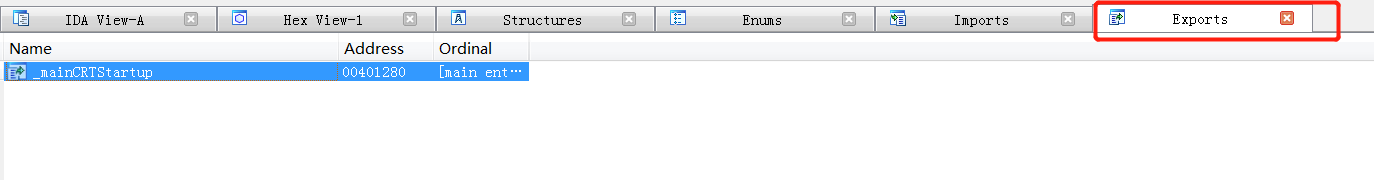 IDA View-A Hex View-1 Structures Enums Imports Exports
Name Address Ordinal
_mainCRTStartup 00401280 [main ent…